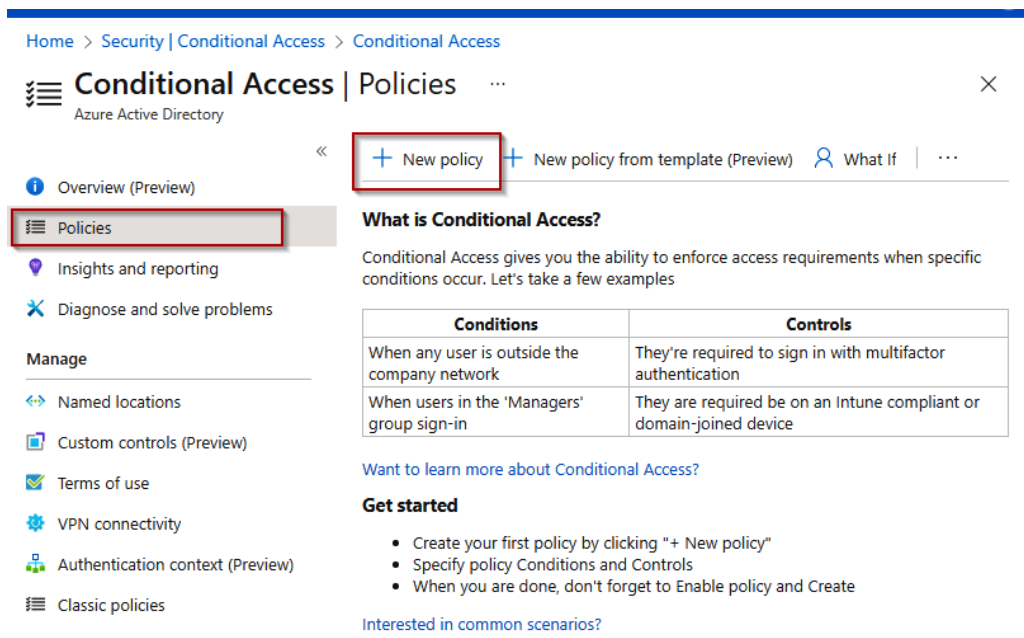 Home > Security | Conditional Access > Conditional Access
Conditional Access | Policies ...
Azure Active Directory
«
+ New policy + New policy from template (Preview) What If | ...
Overview (Preview)
Policies
Insights and reporting
Diagnose and solve problems
Manage
Named locations
Custom controls (Preview)
Terms of use
VPN connectivity
Authentication context (Preview)
Classic policies
What is Conditional Access?
Conditional Access gives you the ability to enforce access requirements when specific
conditions occur. Let's take a few examples
Conditions Controls
When any user is outside the
company network
They're required to sign in with multifactor
authentication
When users in the 'Managers'
group sign-in
They are required be on an Intune compliant or
domain-joined device
Want to learn more about Conditional Access?
Get started
• Create your first policy by clicking "+ New policy"
• Specify policy Conditions and Controls
• When you are done, don't forget to Enable policy and Create
Interested in common scenarios?